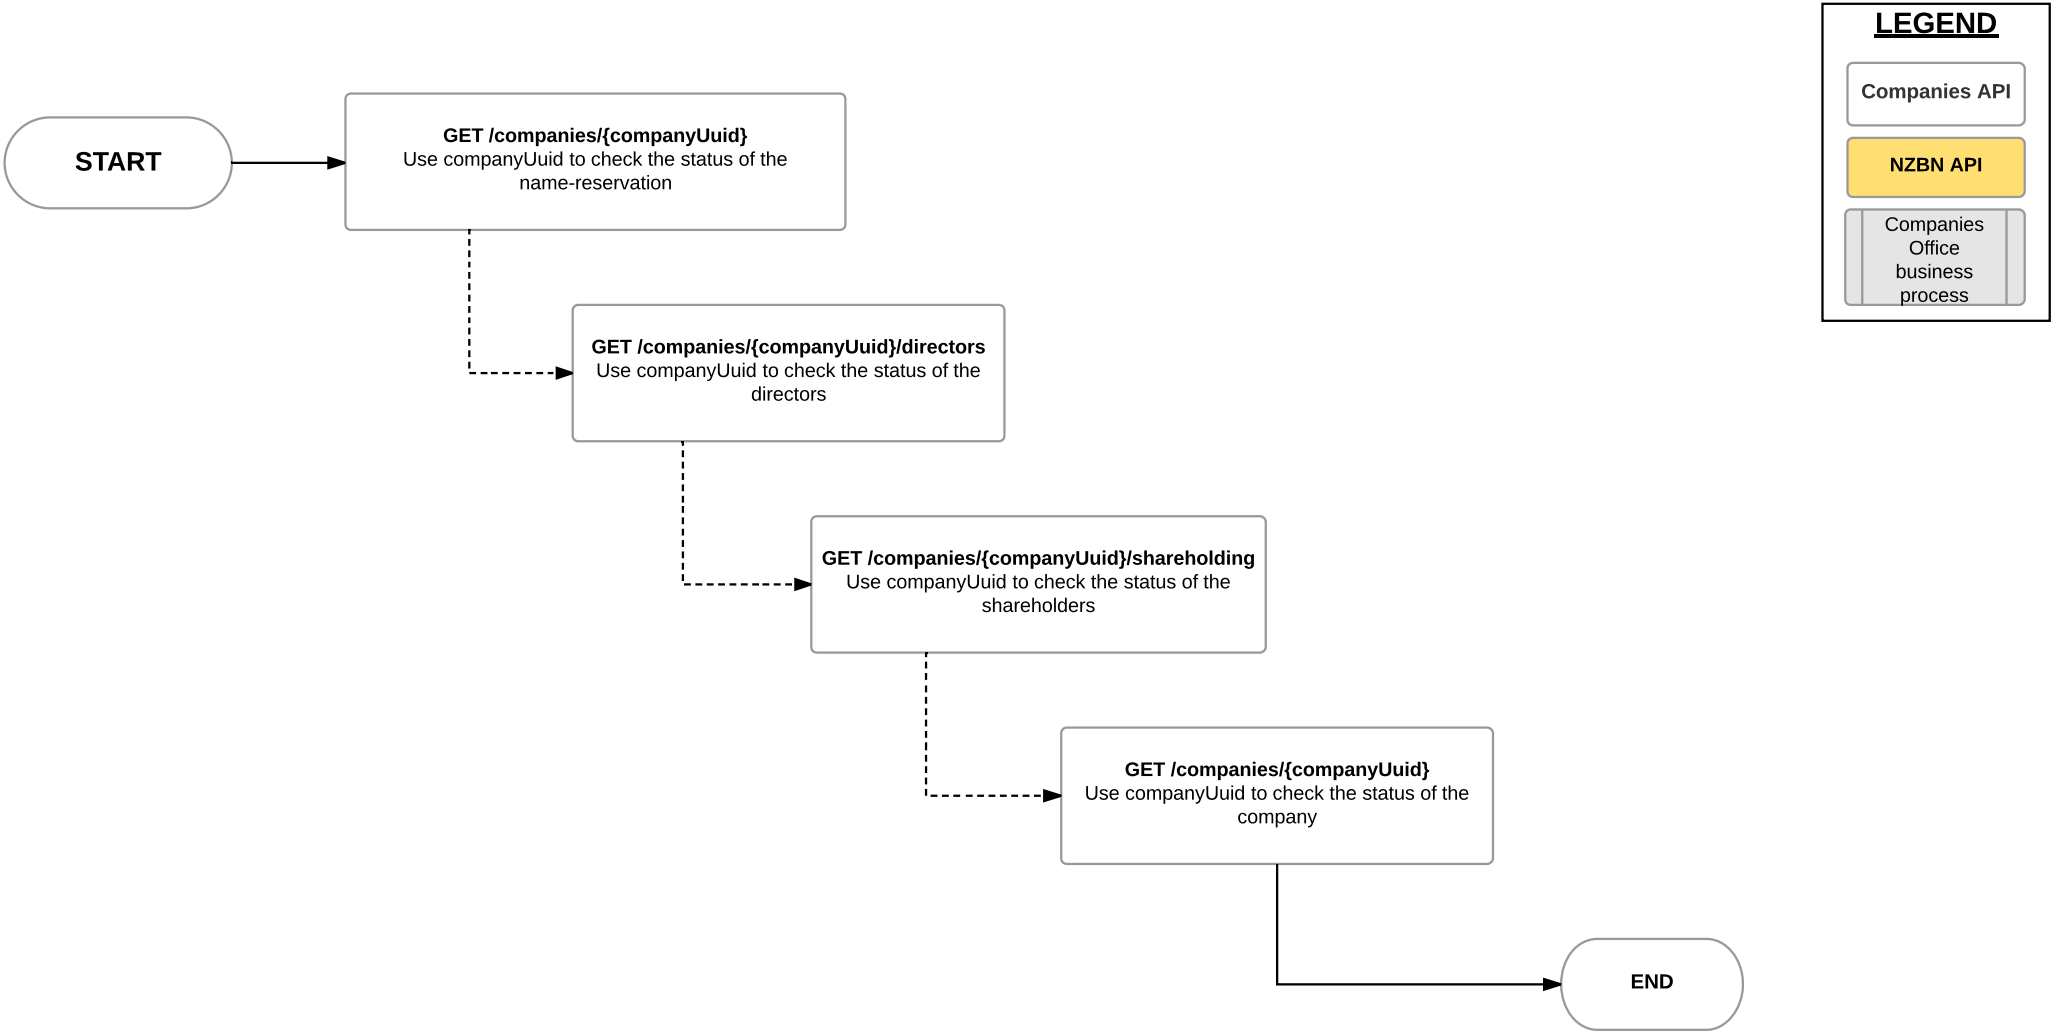 START
GET /companies/{companyUuid}
Use companyUuid to check the status of the
name-reservation
GET /companies/{companyUuid}/directors
Use companyUuid to check the status of the
directors
GET /companies/{companyUuid}/shareholding
Use companyUuid to check the status of the
shareholders
GET /companies/{companyUuid}
Use companyUuid to check the status of the
company
END
LEGEND
Companies API
NZBN API
Companies
Office
business
process